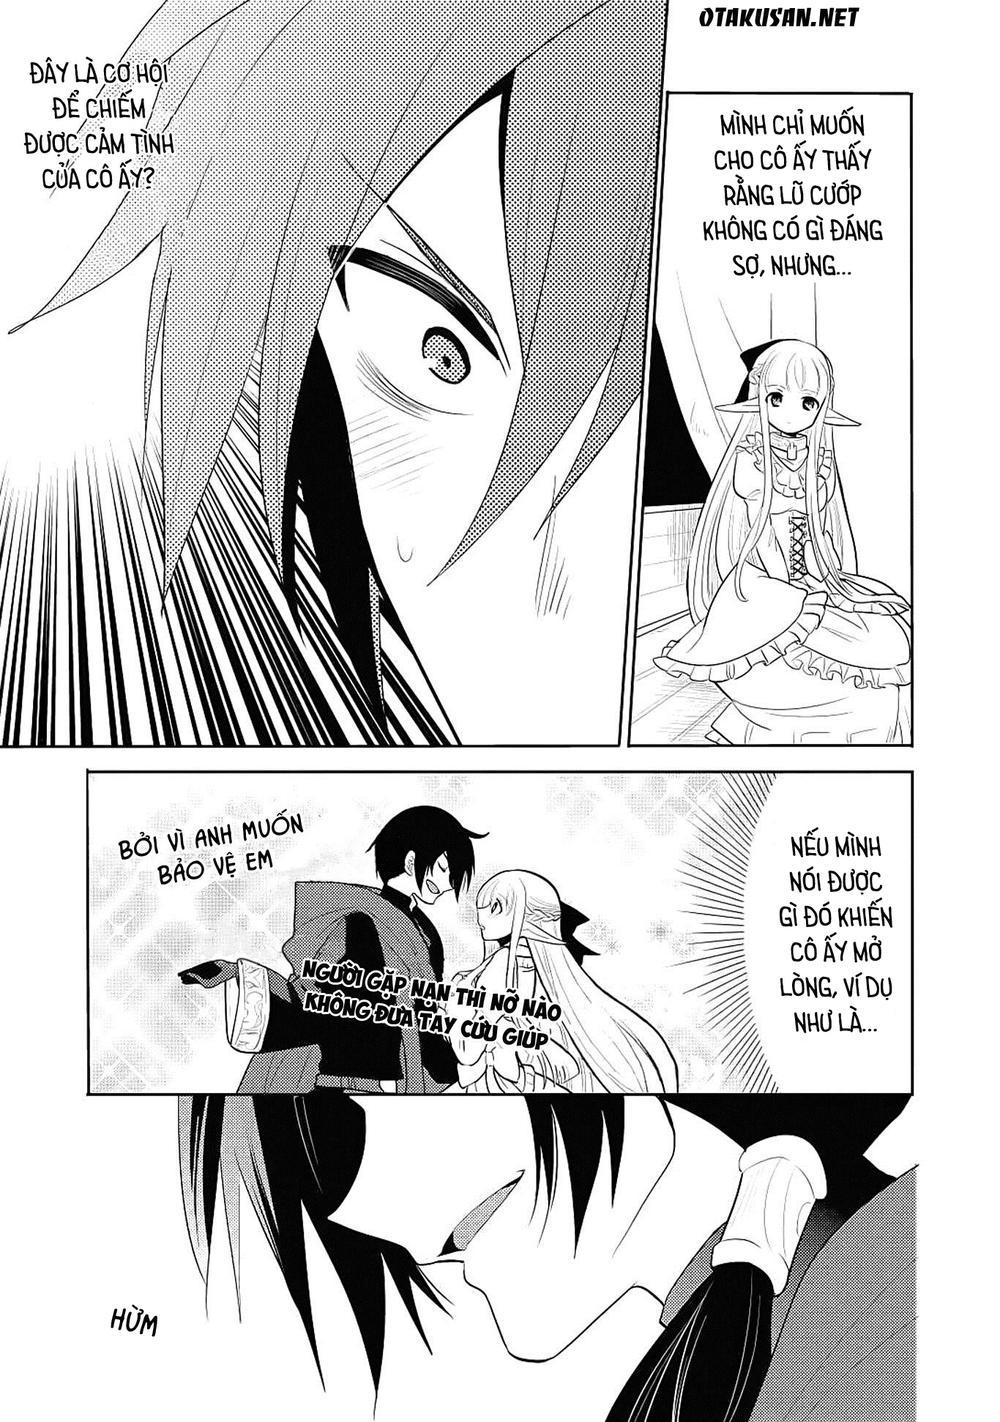 OTAKUSAN.NET
MÌNH CHỈ MUỐN
CHO CÔ ẤY THẤY
RẰNG LŨ CƯỚP
KHÔNG CÓ GÌ ĐÁNG
SỢ, NHƯNG...
ĐÂY LÀ CƠ HỘI
ĐỂ CHIẾM
ĐƯỢC CẢM TÌNH
CỦA CÔ ẤY?
NẾU MÌNH
NÓI ĐƯỢC
GÌ ĐÓ KHIẾN
CÔ ẤY MỞ
LÒNG, VÍ DỤ
NHƯ LÀ...
BỞI VÌ ANH MUỐN
BẢO VỆ EM
NGƯỜI GẶP NẠN THÌ NỠ NÀO
KHÔNG ĐƯA TAY CỨU GIÚP
HỪM